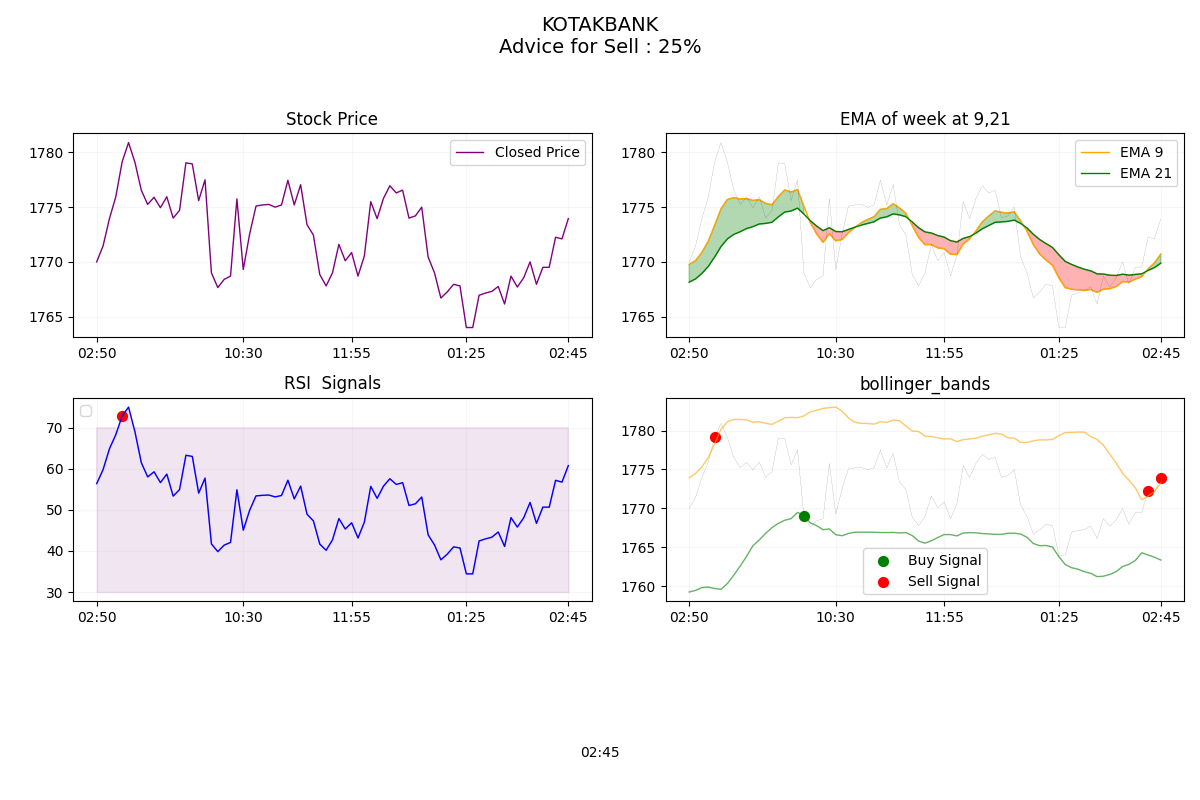 KOTAKBANK
Advice for Sell : 25%
Stock Price
1780
1775
1770
1765
Closed Price
02:50 10:30 11:55 01:25 02:45
EMA of week at 9,21
1780
1775
1770
1765
EMA 9
EMA 21
02:50 10:30 11:55 01:25 02:45
RSI  Signals
70
60
50
40
30
02:50 10:30 11:55 01:25 02:45
bollinger_bands
1780
1775
1770
1765
1760
Buy Signal
Sell Signal
02:50 10:30 11:55 01:25 02:45
02:45